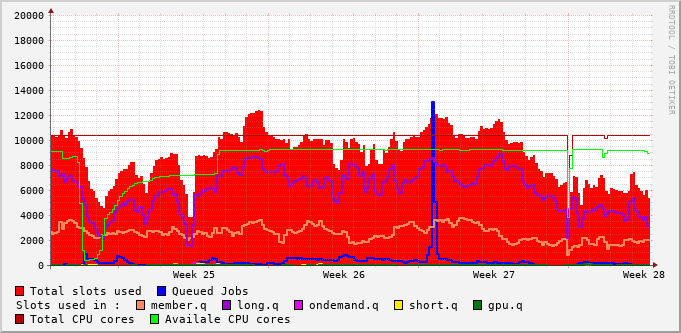 20000
18000
16000
14000
12000
10000
8000
6000
4000
2000
0
Week 25 Week 26 Week 27 Week 28
Total slots used Queued Jobs
Slots used in : member.q long.q ondemand.q short.q gpu.q
Total CPU cores Availale CPU cores
RRDTOOL / TOBI OETIKER